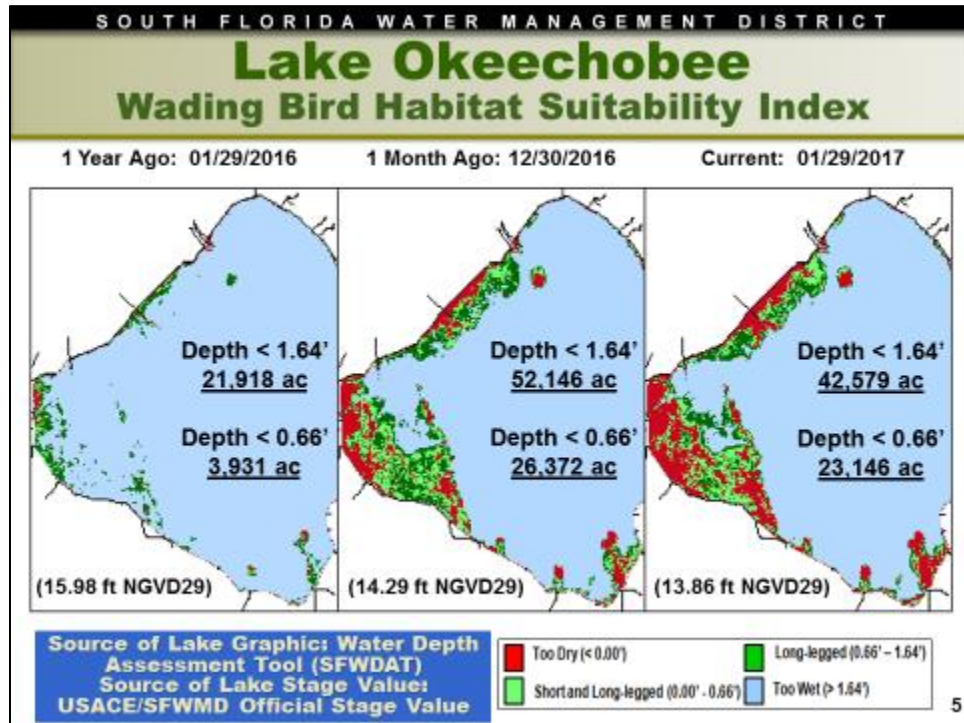 SOUTH FLORIDA WATER MANAGEMENT DISTRICT
Lake Okeechobee
Wading Bird Habitat Suitability Index
1 Year Ago: 01/29/2016
1 Month Ago: 12/30/2016
Current: 01/29/2017
Depth < 1.64'
21,918 ac
Depth < 0.66'
3,931 ac
(15.98 ft NGVD29)
Depth < 1.64'
52,146 ac
Depth < 0.66'
26,372 ac
(14.29 ft NGVD29)
Depth < 1.64'
42,579 ac
Depth < 0.66'
23,146 ac
(13.86 ft NGVD29)
Source of Lake Graphic: Water Depth
Assessment Tool (SFWDAT)
Source of Lake Stage Value:
USACE/SFWMD Official Stage Value
Too Dry (< 0.00')
Long-legged (0.66' – 1.64')
Short and Long-legged (0.00' - 0.66')
Too Wet (> 1.64')
5